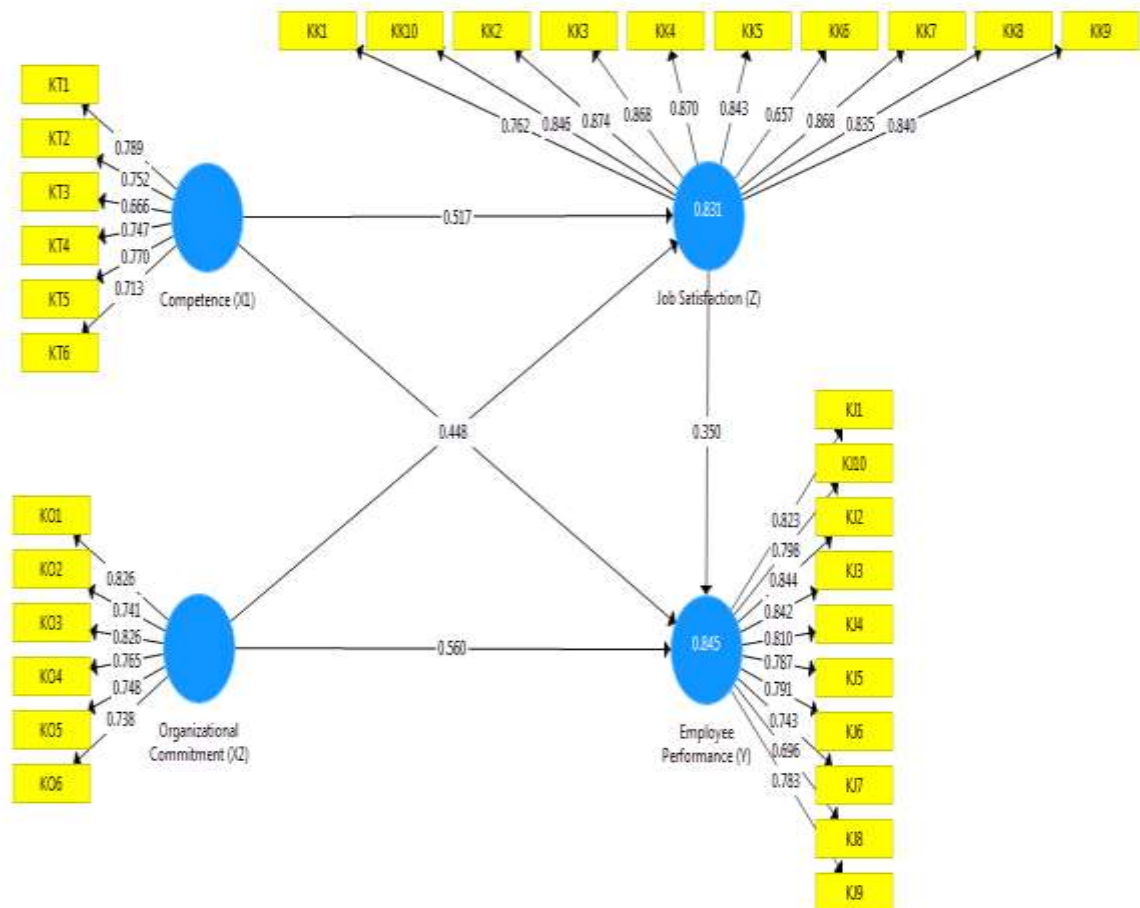 KK1 KK10 KK2 KK3 KK4 KK5 KK6 KK7 KK8 KK9
0.762 0.846 0.874 0.868 0.870 0.843 0.657 0.868 0.835 0.840
KT1
KT2
KT3
KT4
KT5
KT6
0.789
0.752
0.666
0.747
0.770
0.713
Competence (X1)
0.517
0.831
Job Satisfaction (Z)
0.448
0.350
KO1
KO2
KO3
KO4
KO5
KO6
0.826
0.741
0.826
0.765
0.748
0.738
Organizational
Commitment (X2)
0.560
0.845
Employee
Performance (Y)
0.823
0.798
0.844
0.842
0.810
0.787
0.791
0.743
0.696
0.783
KJ1
KJ10
KJ2
KJ3
KJ4
KJ5
KJ6
KJ7
KJ8
KJ9